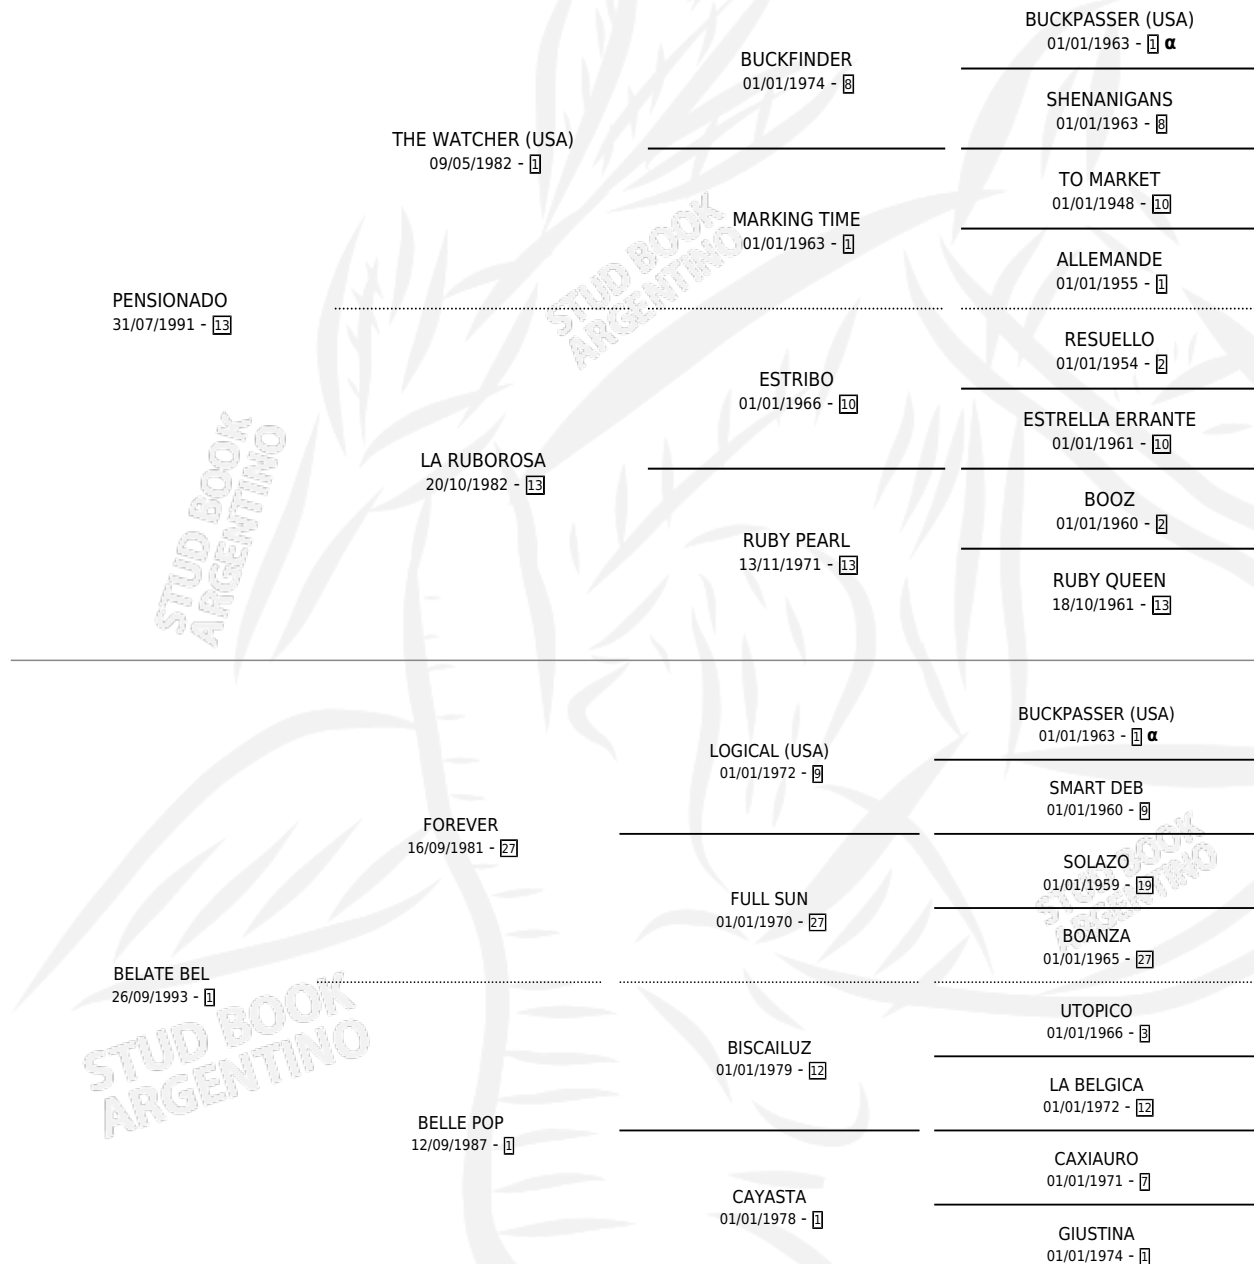 BUCKPASSER (USA)
01/01/1963 - 1 α
BUCKFINDER
01/01/1974 - 8
SHENANIGANS
01/01/1963 - 8
THE WATCHER (USA)
09/05/1982 - 1
TO MARKET
01/01/1948 - 10
MARKING TIME
01/01/1963 - 1
ALLEMANDE
01/01/1955 - 1
PENSIONADO
31/07/1991 - 13
RESUELLO
01/01/1954 - 2
ESTRIBO
01/01/1966 - 10
ESTRELLA ERRANTE
01/01/1961 - 10
LA RUBOROSA
20/10/1982 - 13
BOOZ
01/01/1960 - 2
RUBY PEARL
13/11/1971 - 13
RUBY QUEEN
18/10/1961 - 13
BUCKPASSER (USA)
01/01/1963 - 1 α
LOGICAL (USA)
01/01/1972 - 9
SMART DEB
01/01/1960 - 9
FOREVER
16/09/1981 - 27
SOLAZO
01/01/1959 - 19
FULL SUN
01/01/1970 - 27
BOANZA
01/01/1965 - 27
BELATE BEL
26/09/1993 - 1
UTOPICO
01/01/1966 - 3
BISCAILUZ
01/01/1979 - 12
LA BELGICA
01/01/1972 - 12
BELLE POP
12/09/1987 - 1
CAXIAURO
01/01/1971 - 7
CAYASTA
01/01/1978 - 1
GIUSTINA
01/01/1974 - 1
STUD BOOK
ARGENTINO
STUD BOOK
ARGENTINO
STUD BOOK
ARGENTINO
STUD BOOK
ARGENTINO